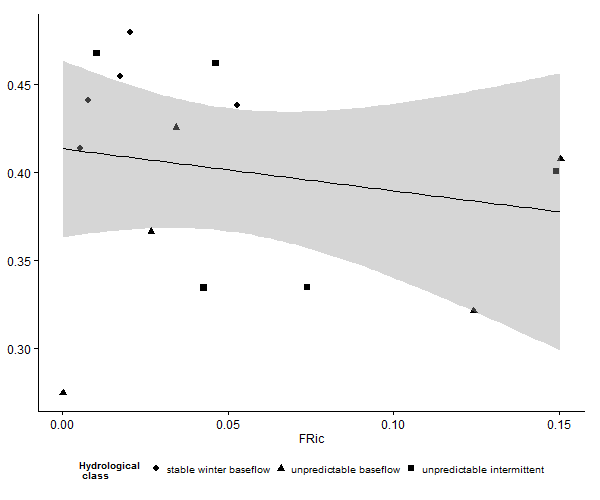 0.45
0.40
0.35
0.30
0.00 0.05 0.10 0.15
FRic
Hydrological
class
stable winter baseflow unpredictable baseflow unpredictable intermittent